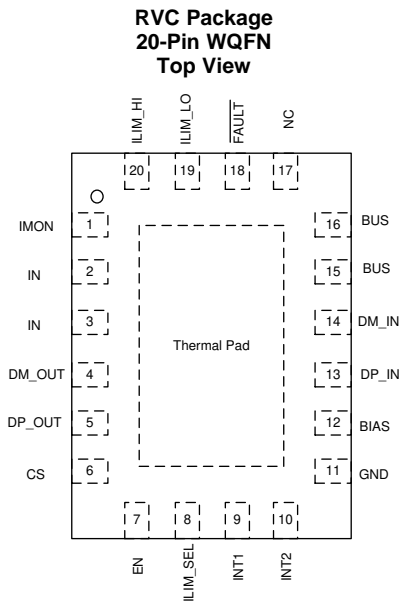 RVC Package
20-Pin WQFN
Top View
ILIM_HI
ILIM_LO
FAULT
NC
20
19
18
17
IMON
1
16
BUS
IN
2
15
BUS
IN
3
14
DM_IN
Thermal Pad
DM_OUT
4
13
DP_IN
DP_OUT
5
12
BIAS
CS
6
11
GND
7
8
9
10
EN
ILIM_SEL
INT1
INT2